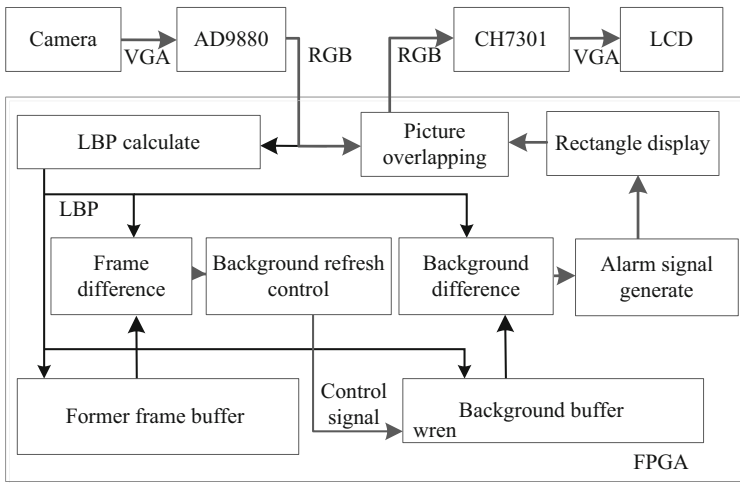 Camera
VGA
AD9880
RGB
RGB
CH7301
VGA
LCD
LBP calculate
Picture
overlapping
Rectangle display
LBP
Frame
difference
Background refresh
control
Background
difference
Alarm signal
generate
Former frame buffer
Control
signal
Background buffer
wren
FPGA